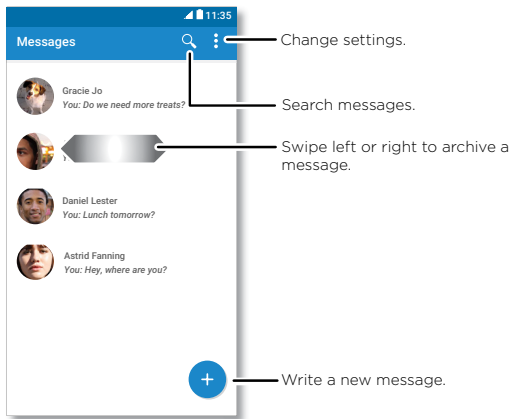 11:35
Messages
Change settings.
Gracie Jo
You: Do we need more treats?
Search messages.
Swipe left or right to archive a
message.
Daniel Lester
You: Lunch tomorrow?
Astrid Fanning
You: Hey, where are you?
+
Write a new message.